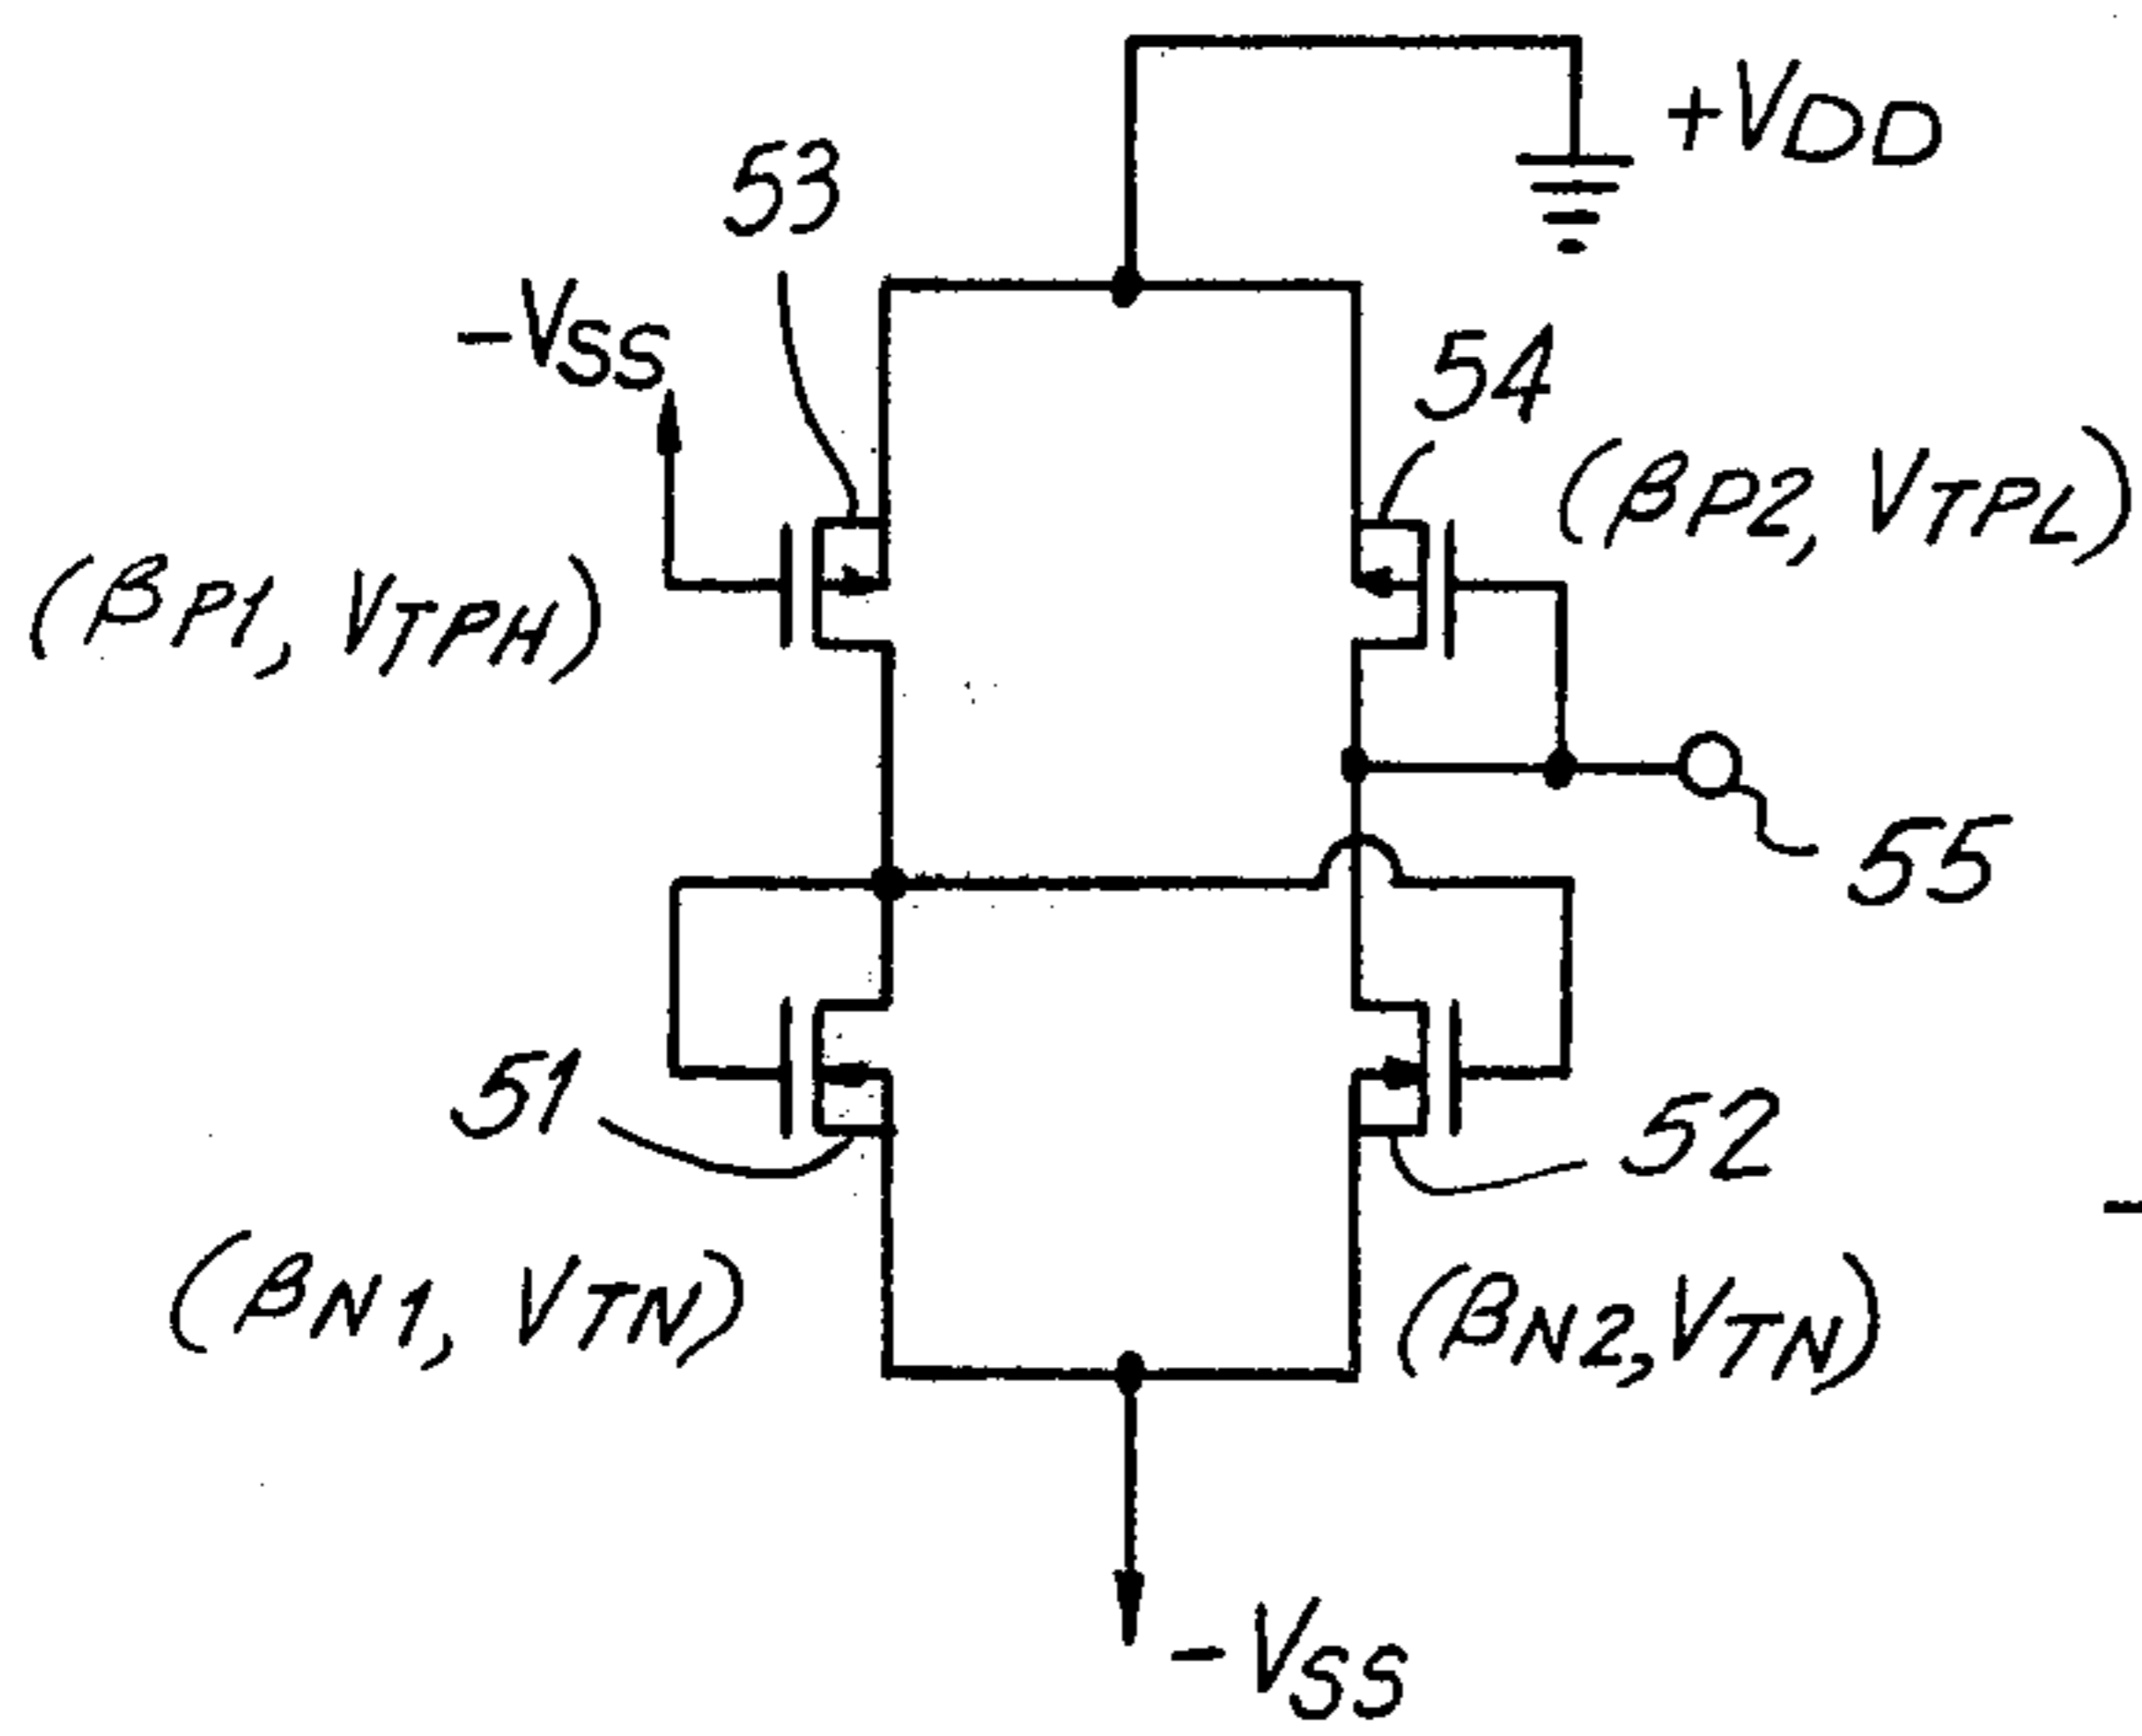 +VDD
53
-VSS
54
(βP2, VTPL)
(βP1, VTPH)
55
51
52
(βN1, VTN)
(βN2, VTN)
-VSS